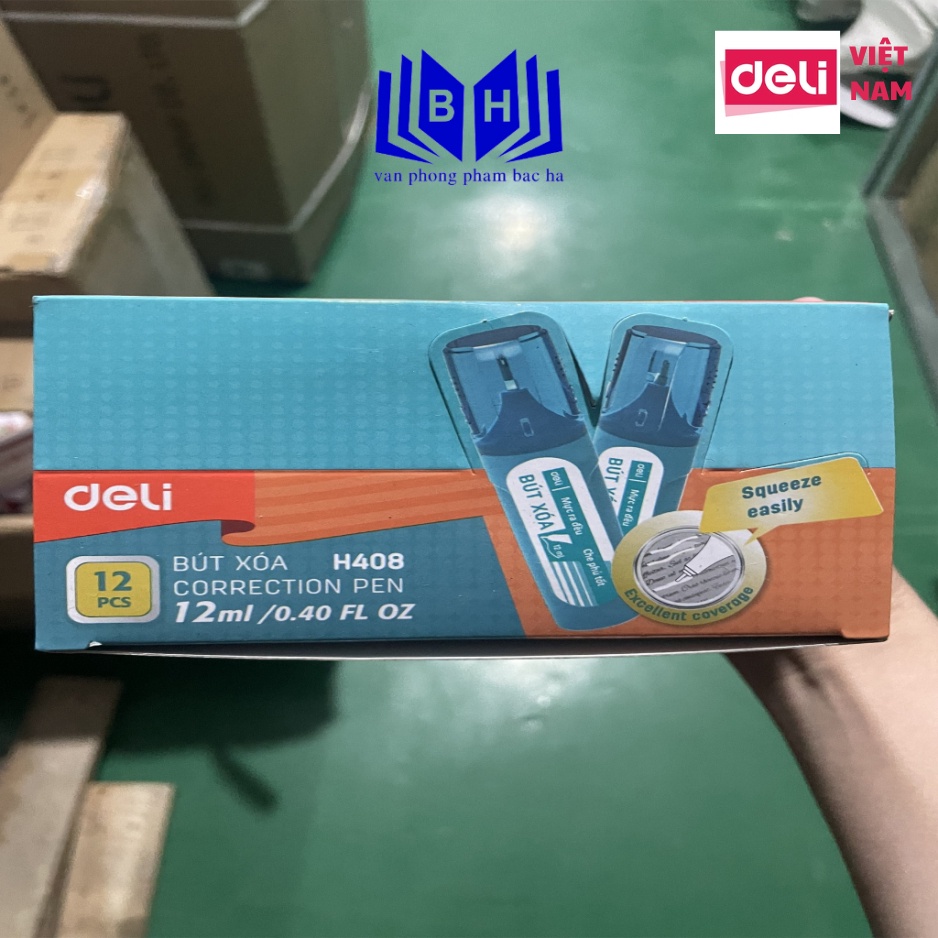 BH
van phong pham bac ha
deli
VIỆT
NAM
deli
12
PCS
BÚT XÓA H408
CORRECTION PEN
12ml /0.40 FL OZ
deli
BÚT XÓA
Mực ra đều
Che phủ tốt
deli
BÚT XÓA
Mực ra đều
Squeeze
easily
Excellent coverage